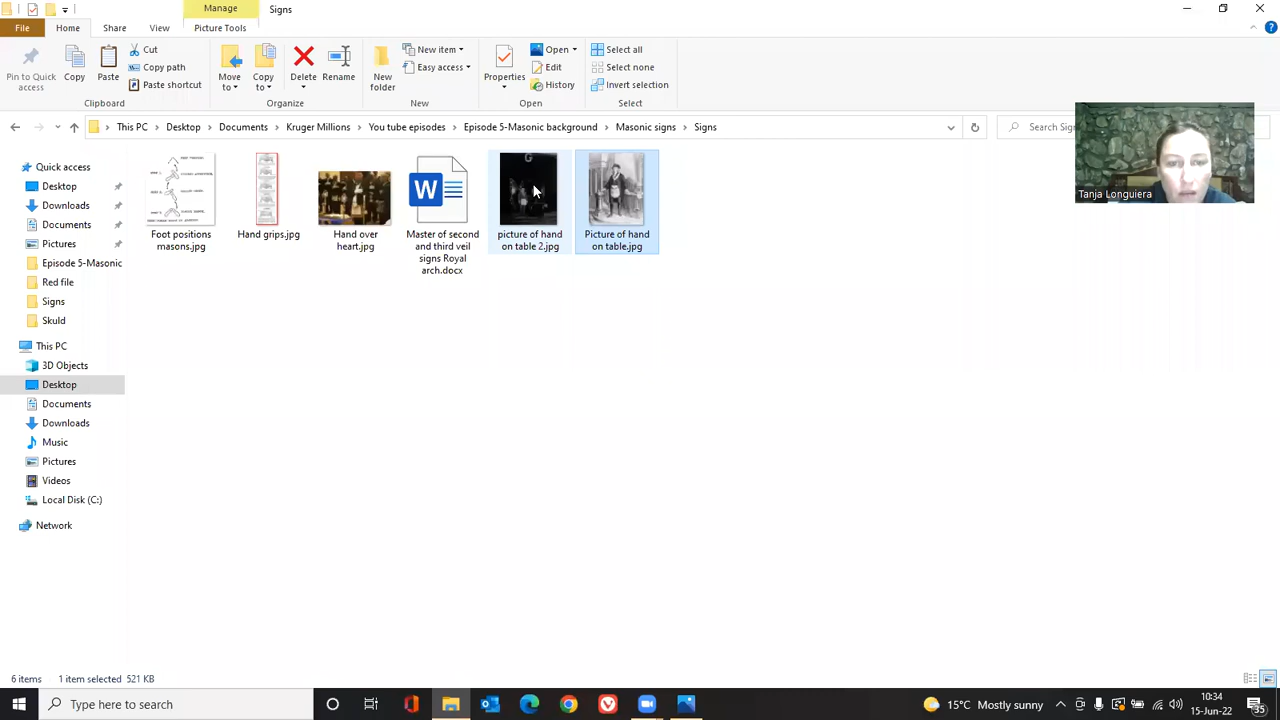 Manage
Signs
File
Home
Share
View
Picture Tools
Pin to Quick
access
Copy
Paste
Cut
Copy path
Paste shortcut
Clipboard
Move
to
Copy
to
Delete
Rename
Organize
New
folder
New item
Easy access
New
Properties
Open
Edit
History
Open
Select all
Select none
Invert selection
Select
This PC
Desktop
Documents
Kruger Millions
You tube episodes
Episode 5-Masonic background
Masonic signs
Signs
Search Sig
Tanja Longuiera
Quick access
Desktop
Downloads
Documents
Pictures
Episode 5-Masonic
Red file
Signs
Skuld
This PC
3D Objects
Desktop
Documents
Downloads
Music
Pictures
Videos
Local Disk (C:)
Network
Foot positions
masons.jpg
Hand grips.jpg
Hand over
heart.jpg
W
Master of second
and third veil
signs Royal
arch.docx
G
picture of hand
on table 2.jpg
Picture of hand
on table.jpg
6 items
1 item selected 521 KB
Type here to search
15°C Mostly sunny
10:34
15-Jun-22
35